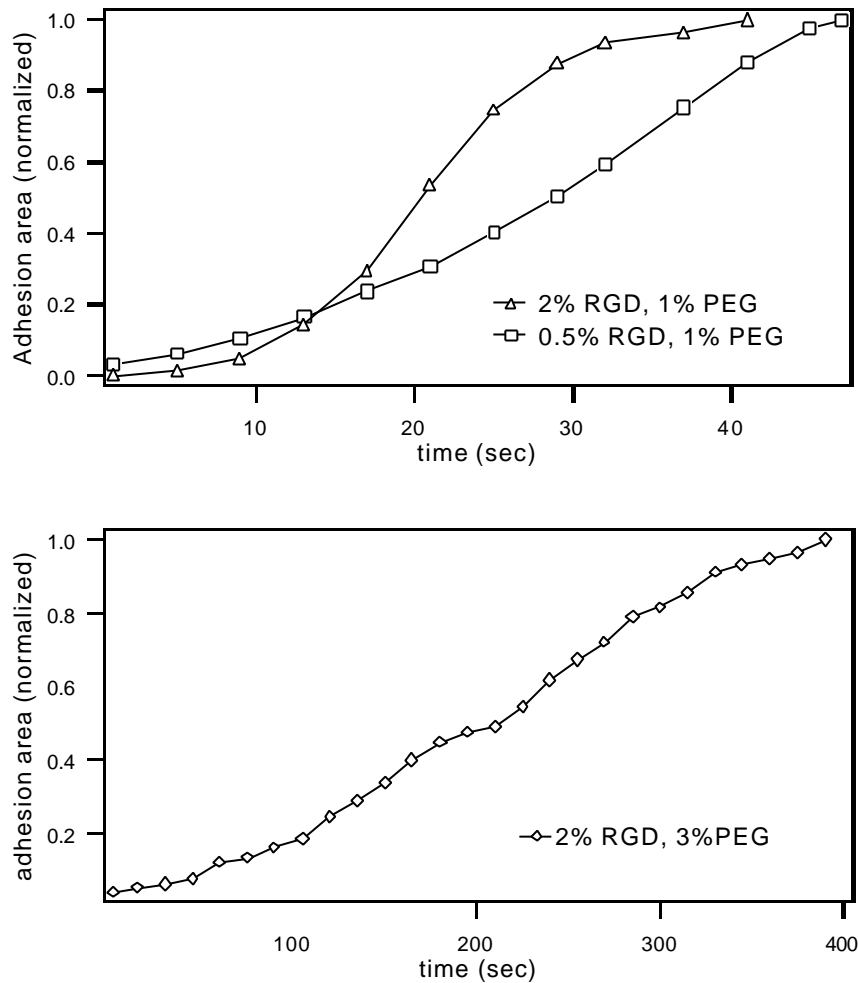 Adhesion area (normalized)
1.0
0.8
0.6
0.4
0.2
0.0
2% RGD, 1% PEG
0.5% RGD, 1% PEG
10 20 30 40
time (sec)
adhesion area (normalized)
1.0
0.8
0.6
0.4
0.2
2% RGD, 3%PEG
100 200 300 400
time (sec)